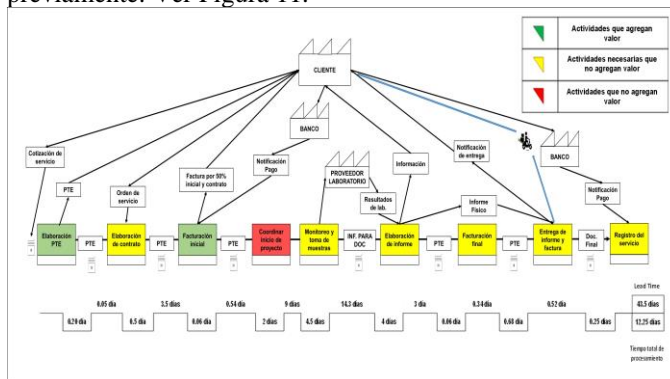 previamente. Ver Figura 11.
Actividades que agregan
valor
Actividades necesarias que
no agregan valor
Actividades que no
agregan valor
CLIENTE
BANCO
BANCO
Cotización de
servicio
PTE
Orden de
servicio
Factura por 50%
inicial y contrato
Notificación
Pago
PROVEEDOR
LABORATORIO
Información
Notificación
de entrega
Resultados
de lab.
Informe
Físico
Notificación
Pago
Elaboración
PTE
PTE
Elaboración
de contrato
PTE
Facturación
inicial
PTE
Coordinar
inicio de
proyecto
Monitoreo y
toma de
muestras
INF. PARA
DOC
Elaboración
de informe
PTE
Facturación
final
PTE
Entrega de
informe y
factura
Doc.
Final
Registro del
servicio
0.05 día
3.5 días
0.54 día
9 días
14.3 días
3 día
0.34 día
0.52 día
Lead Time
43.5 días
0.20 día
0.5 día
0.06 día
2 días
4.5 días
4 días
0.06 día
0.68 día
0.25 día
12.25 días
Tiempo total de
procesamiento